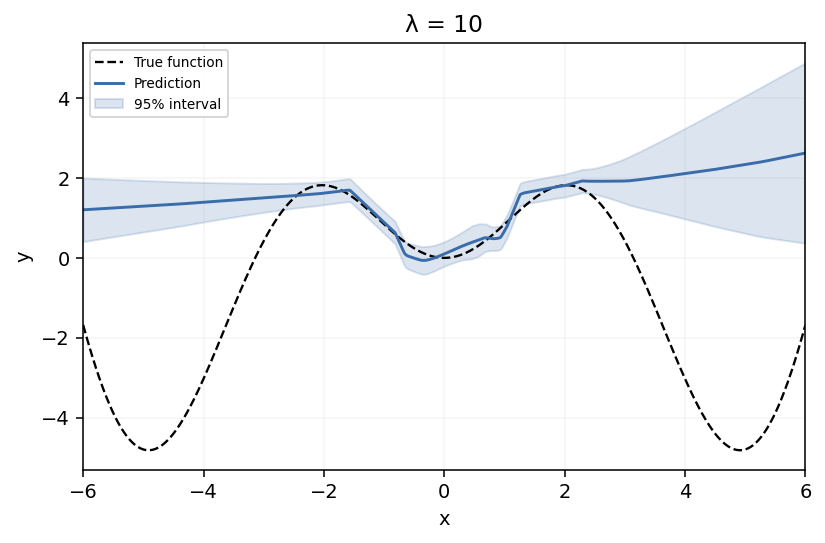 λ = 10
True function
Prediction
95% interval
4
2
0
−2
−4
y
−6
−4
−2
0
2
4
6
x